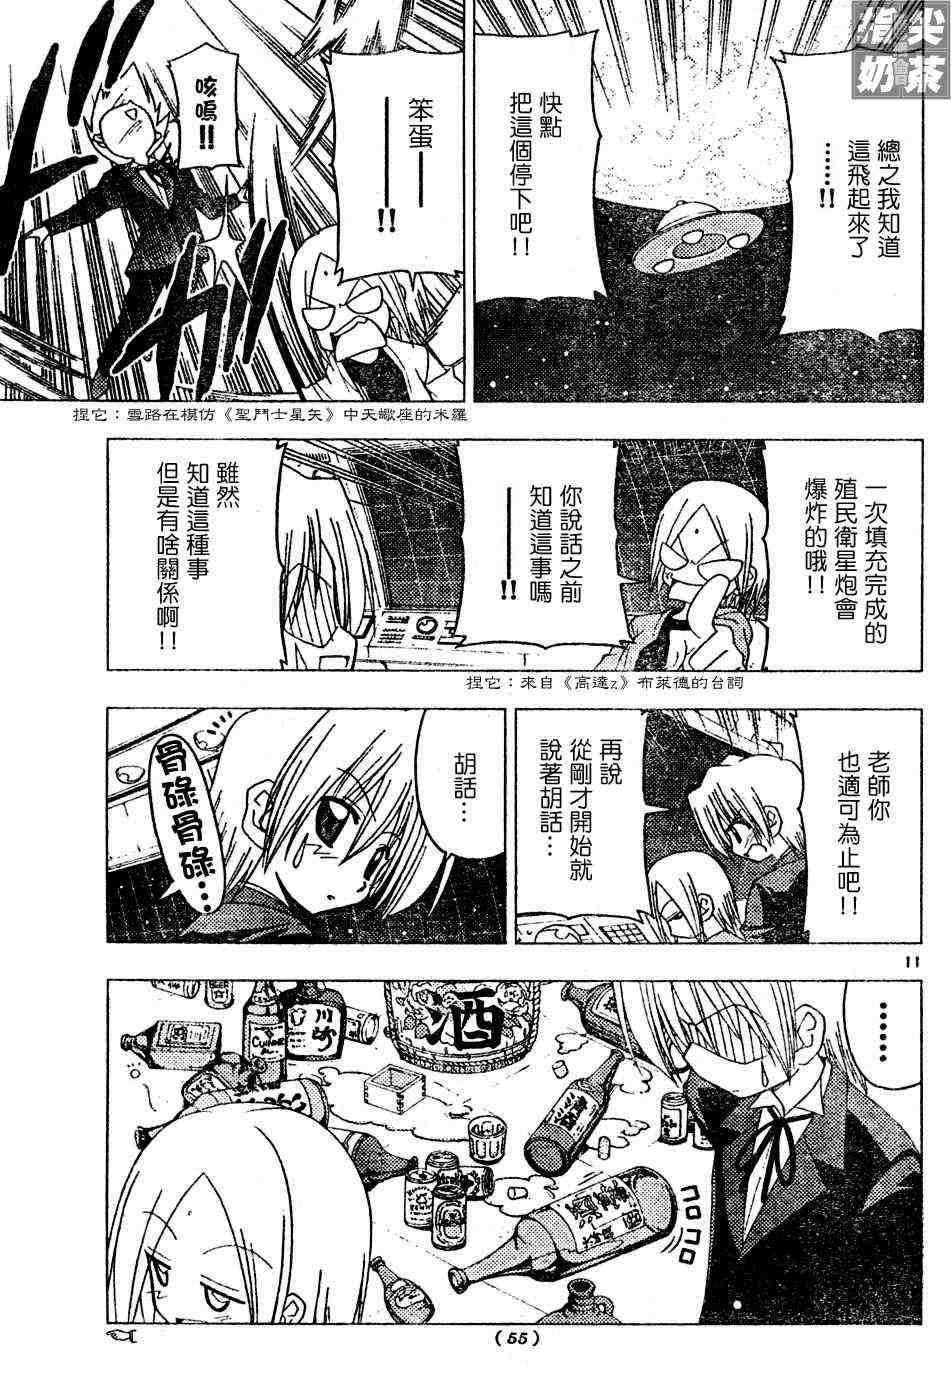 指尖
奶茶
總之我知道
這飛起來了
……!!
快點
把這個停下吧!!
笨蛋——!!
咳嗚!!
捏它：雪路在模仿《聖鬥士星矢》中天蠍座的米羅
一次填充完成的
殖民衛星炮會
爆炸的哦!!
你說話之前
知道這事嗎
——!!
雖然
知道這種事
但是有啥關係啊!!
捏它：來自《高達z》布萊德的台詞
老師你
也適可為止吧!!
再說
從剛才開始就
說著胡話…
胡話…
骨碌骨碌…
11
……
酒
川崎
コロコロ
(55)